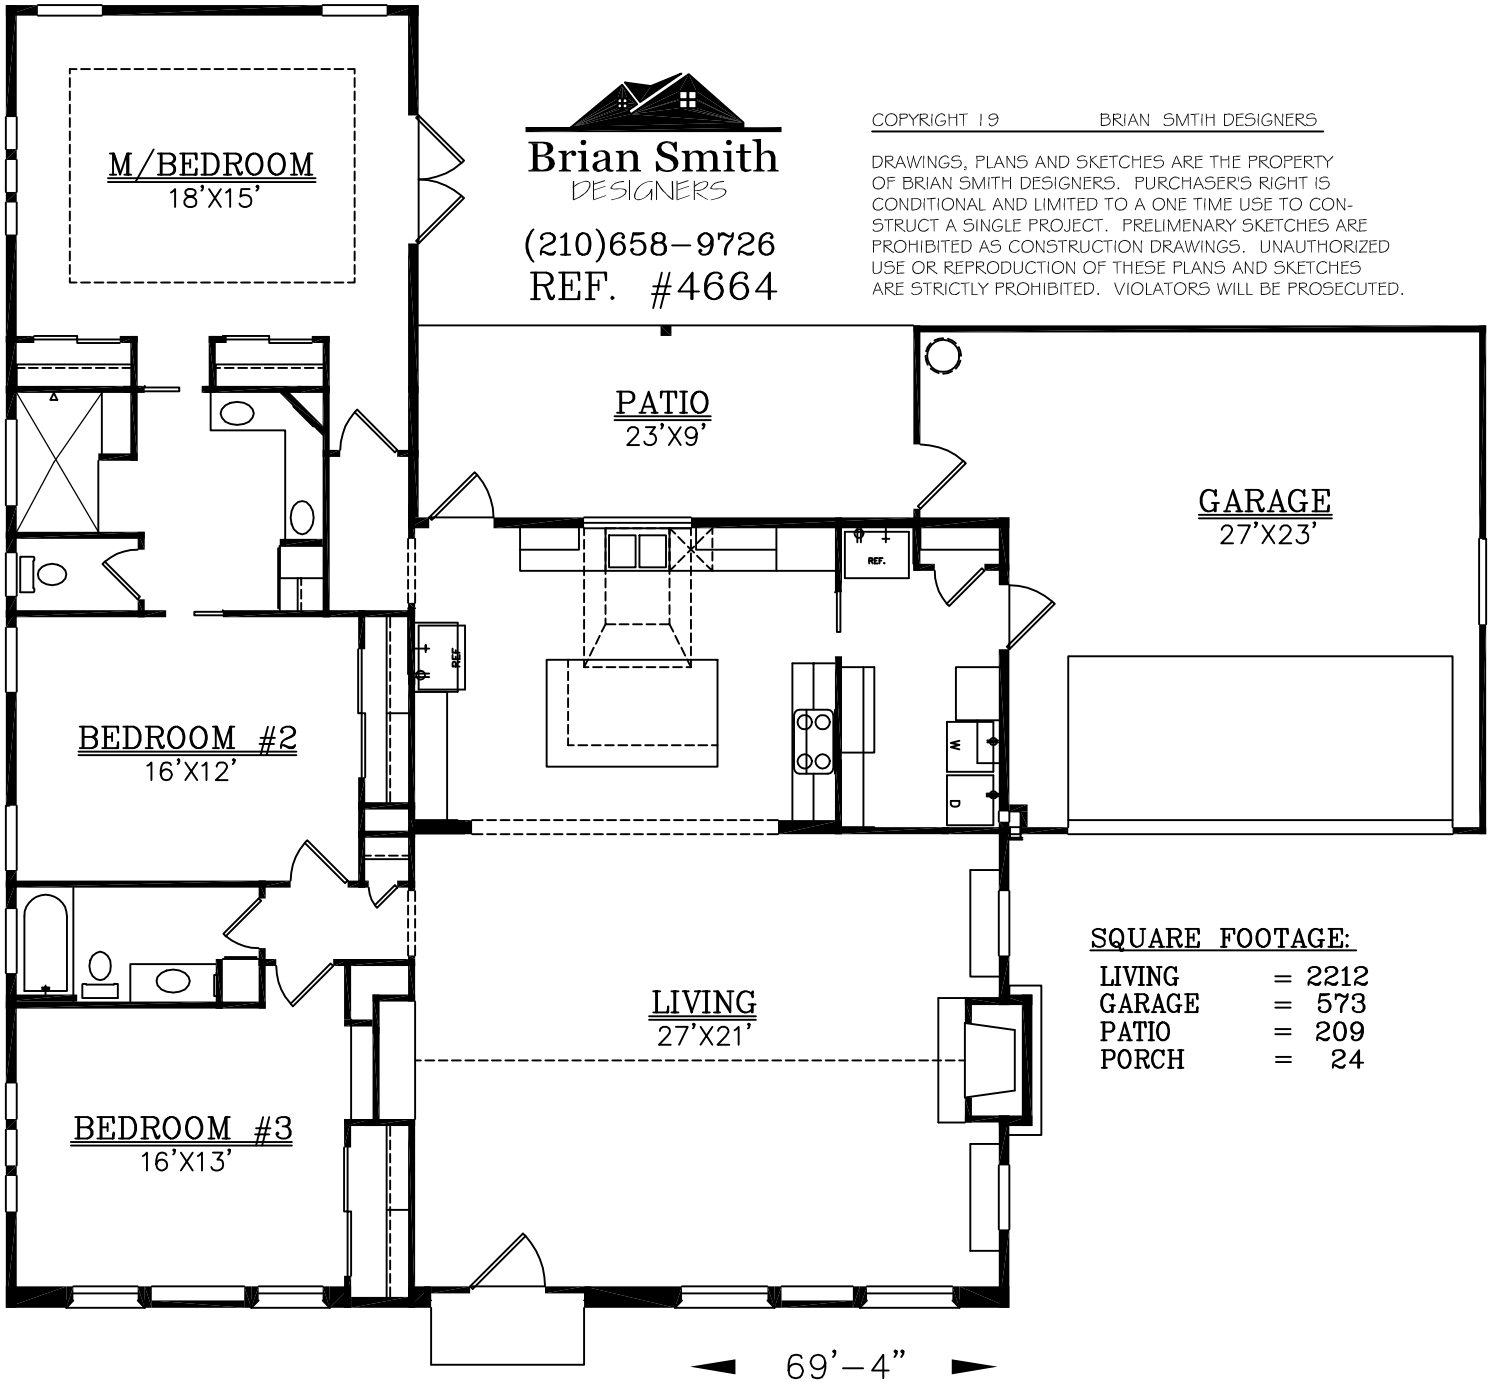 M/BEDROOM
18'X15'
Brian Smith
DESIGNERS
(210)658-9726
REF. #4664
COPYRIGHT 19 BRIAN SMTIH DESIGNERS
DRAWINGS, PLANS AND SKETCHES ARE THE PROPERTY
OF BRIAN SMITH DESIGNERS. PURCHASER'S RIGHT IS
CONDITIONAL AND LIMITED TO A ONE TIME USE TO CON-
STRUCT A SINGLE PROJECT. PRELIMENARY SKETCHES ARE
PROHIBITED AS CONSTRUCTION DRAWINGS. UNAUTHORIZED
USE OR REPRODUCTION OF THESE PLANS AND SKETCHES
ARE STRICTLY PROHIBITED. VIOLATORS WILL BE PROSECUTED.
PATIO
23'X9'
GARAGE
27'X23'
REF.
REF
BEDROOM #2
16'X12'
W
D
SQUARE FOOTAGE:
LIVING = 2212
GARAGE = 573
PATIO = 209
PORCH = 24
LIVING
27'X21'
BEDROOM #3
16'X13'
69'-4"